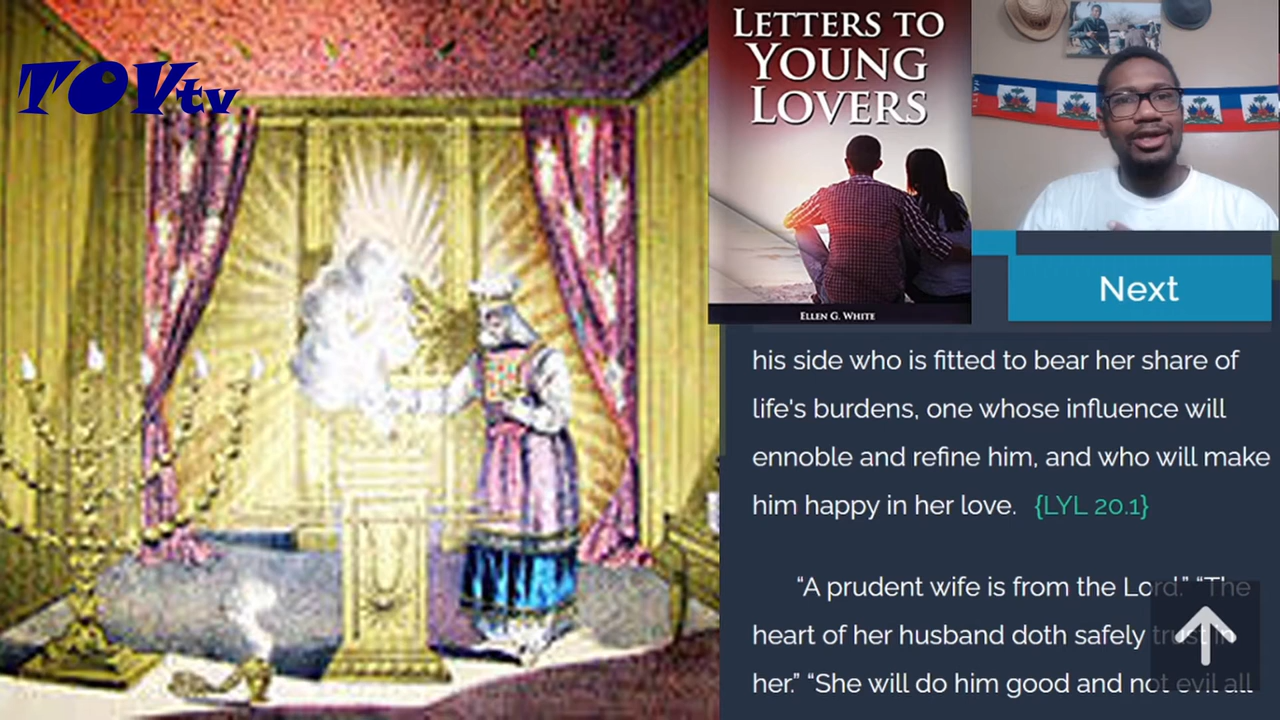 TOVtv
LETTERS TO
YOUNG
LOVERS
ELLEN G. WHITE
Next
his side who is fitted to bear her share of
life's burdens, one whose influence will
ennoble and refine him, and who will make
him happy in her love. {LYL 20.1}
“A prudent wife is from the Lord.” “The
heart of her husband doth safely trust in
her.” “She will do him good and not evil all